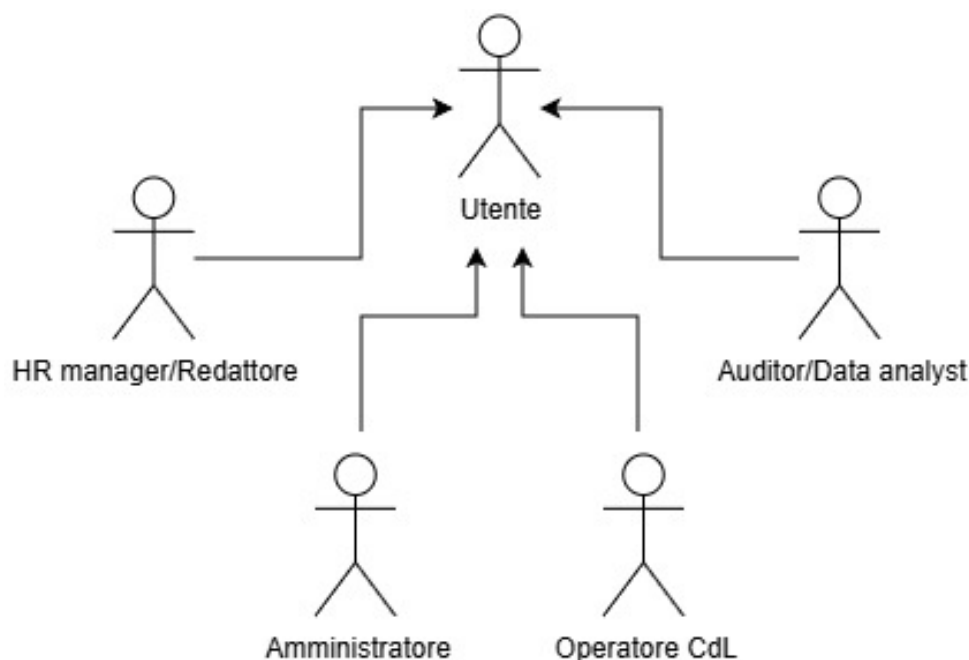 Utente
HR manager/Redattore
Auditor/Data analyst
Amministratore
Operatore CdL